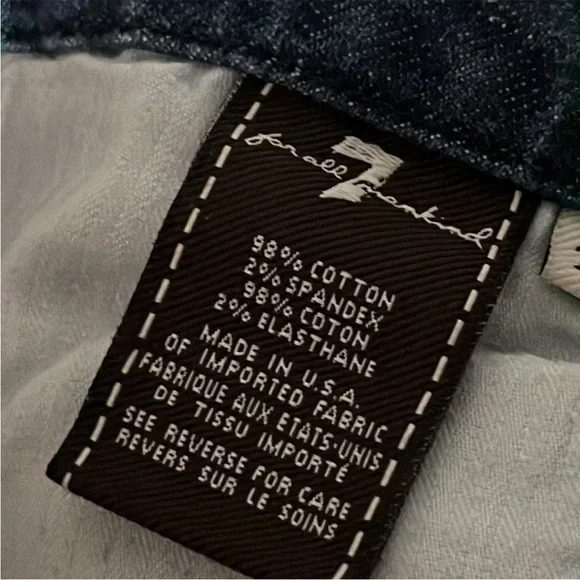 7
for all mankind
98% COTTON
2% SPANDEX
98% COTON
2% ELASTHANE
MADE IN U.S.A.
OF IMPORTED FABRIC
FABRIQUE AUX ETATS-UNIS
DE TISSU IMPORTÉ
SEE REVERSE FOR CARE
REVERS SUR LE SOINS